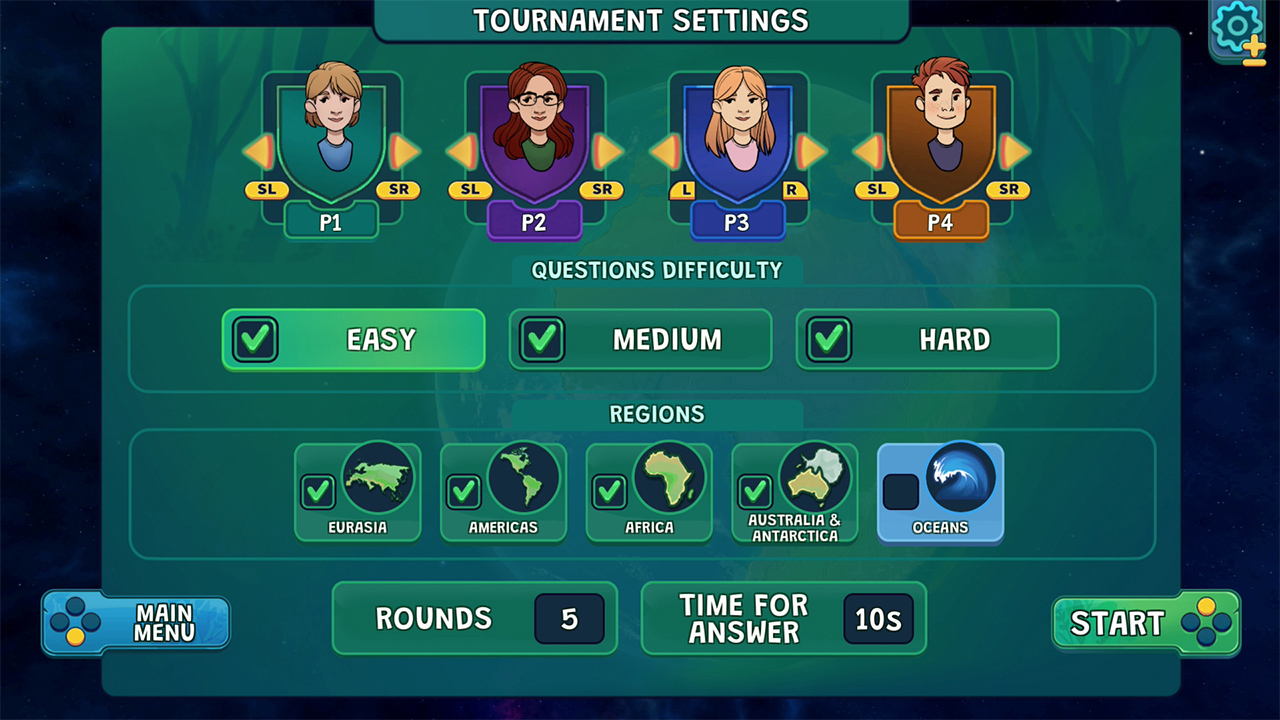 TOURNAMENT SETTINGS
SL SR SL SR L R SL SR
P1 P2 P3 P4
QUESTIONS DIFFICULTY
EASY MEDIUM HARD
REGIONS
EURASIA AMERICAS AFRICA AUSTRALIA & ANTARCTICA OCEANS
ROUNDS 5
TIME FOR
ANSWER
10s
MAIN
MENU
START